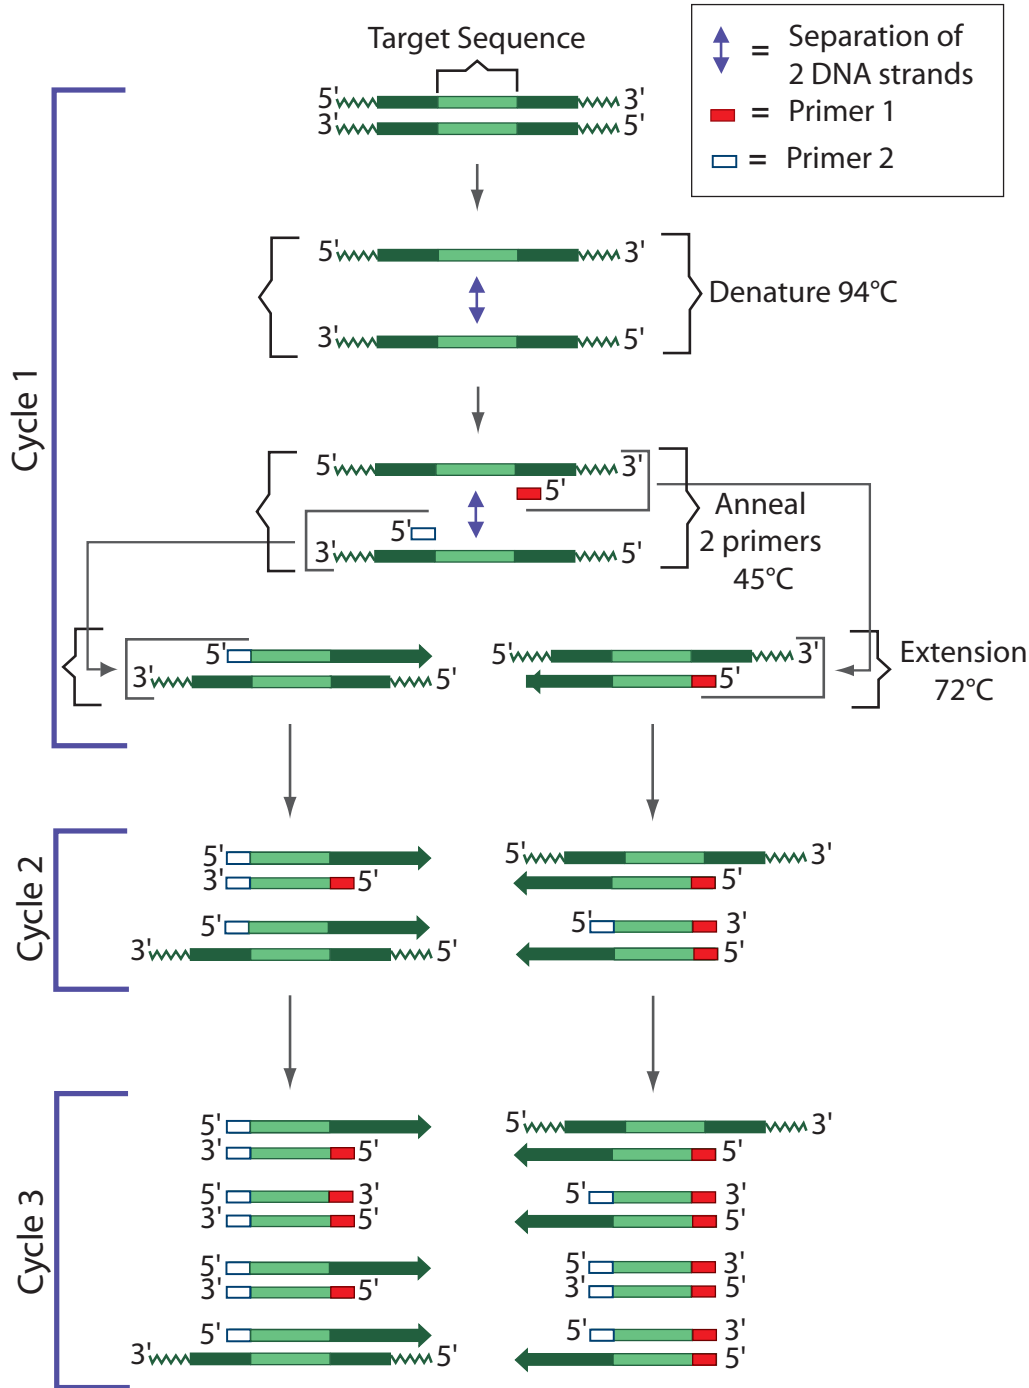 Target Sequence
= Separation of
2 DNA strands
= Primer 1
= Primer 2
5' 3'
3' 5'
5' 3'
Denature 94°C
3' 5'
Cycle 1
5' 3'
5'
Anneal
2 primers
45°C
5'
3' 5'
5' 5' 3'
3' 5' 5'
Extension
72°C
Cycle 2
5' 5' 3'
3' 5' 5'
5' 5' 3'
3' 5' 5'
Cycle 3
5' 5' 3'
3' 5' 5'
5' 3' 5' 3'
3' 5' 5'
5' 5' 3'
3' 5' 3' 5'
5' 5' 3'
3' 5' 5'